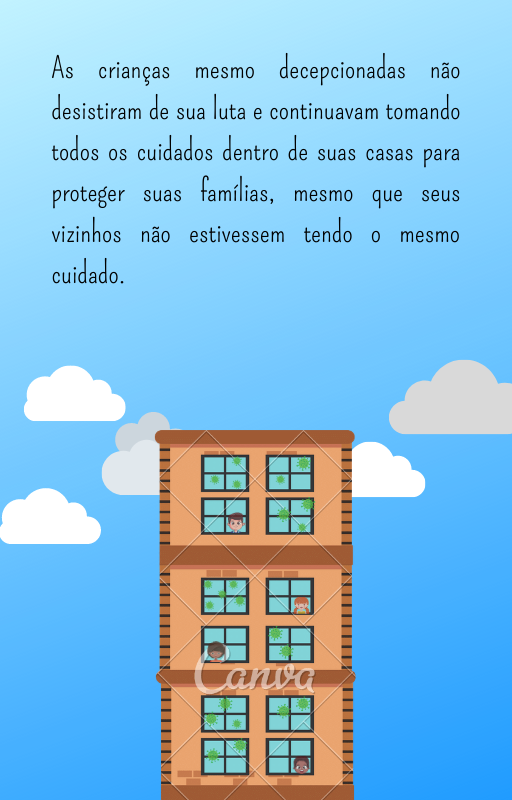 As crianças mesmo decepcionadas não
desistiram de sua luta e continuavam tomando
todos os cuidados dentro de suas casas para
proteger suas famílias, mesmo que seus
vizinhos não estivessem tendo o mesmo
cuidado.
Canva